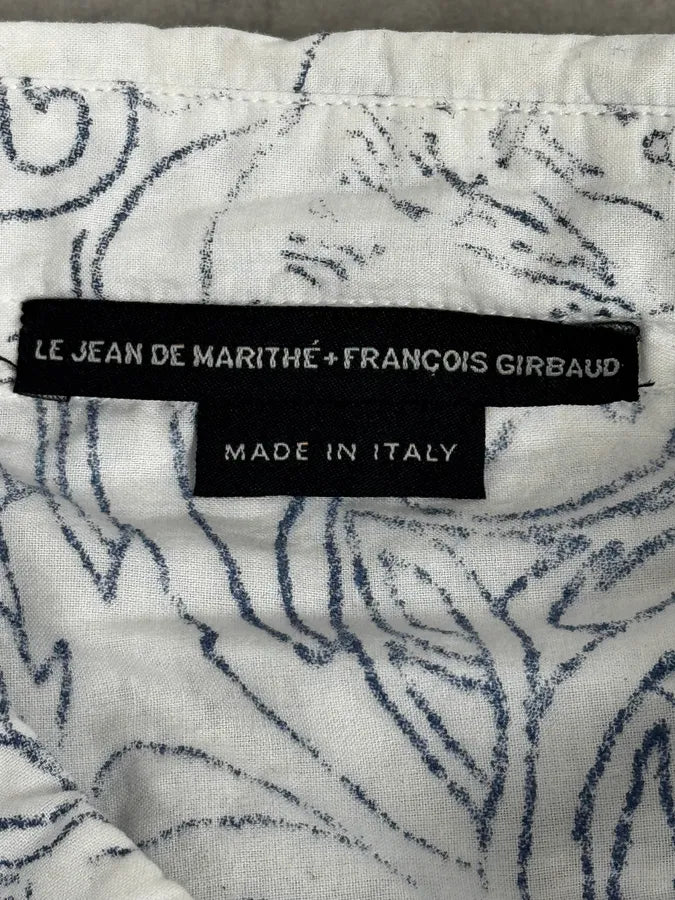 LE JEAN DE MARITHÉ + FRANÇOIS GIRBAUD
MADE IN ITALY